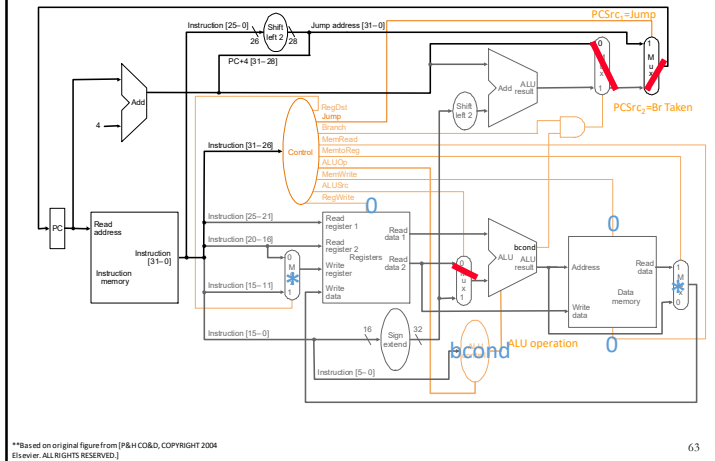 Instruction [25–0]
Shift
left 2
Jump address [31–0]
PCSrc1=Jump
26
28
PC+4 [31–28]
0
M
u
x
1
1
M
u
x
0
Add
4
Add
ALU
result
Shift
left 2
PCSrc2=Br Taken
RegDst
Jump
Branch
MemRead
MemtoReg
ALUOp
MemWrite
ALUSrc
RegWrite
Instruction [31–26]
Control
0
0
PC
Read
address
Instruction
[31–0]
Instruction
memory
Instruction [25–21]
Instruction [20–16]
Instruction [15–11]
0
M
*
1
Read
register 1
Read
register 2
Registers
Write
register
Write
data
Read
data 1
Read
data 2
0
u
x
1
bcond
ALU
ALU
result
Address
Read
data
Data
memory
Write
data
1
M
*
x
0
Instruction [15–0]
16
Sign
extend
32
ALU
bcond
ALU operation
0
Instruction [5–0]
**Based on original figure from [P&H CO&D, COPYRIGHT 2004
Elsevier. ALL RIGHTS RESERVED.]
63